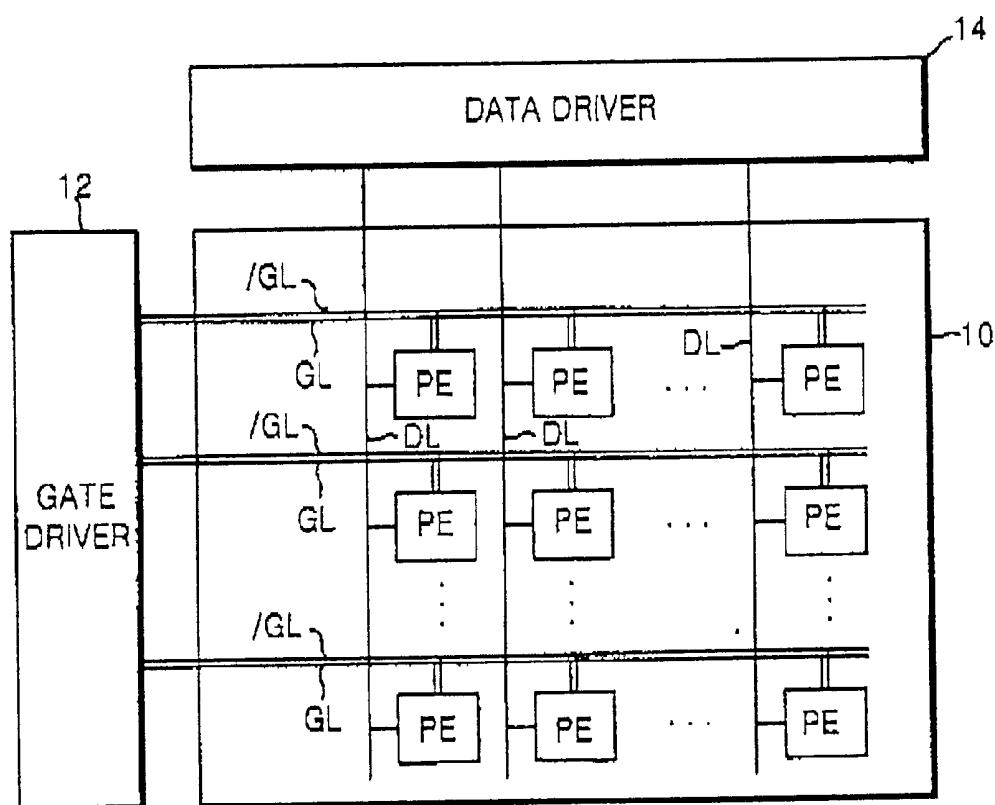 14
DATA DRIVER
12
/GL
GL
DL
10
PE PE ... PE
DL DL
/GL
GATE
DRIVER
GL
PE PE ... PE
/GL
GL
PE PE ... PE